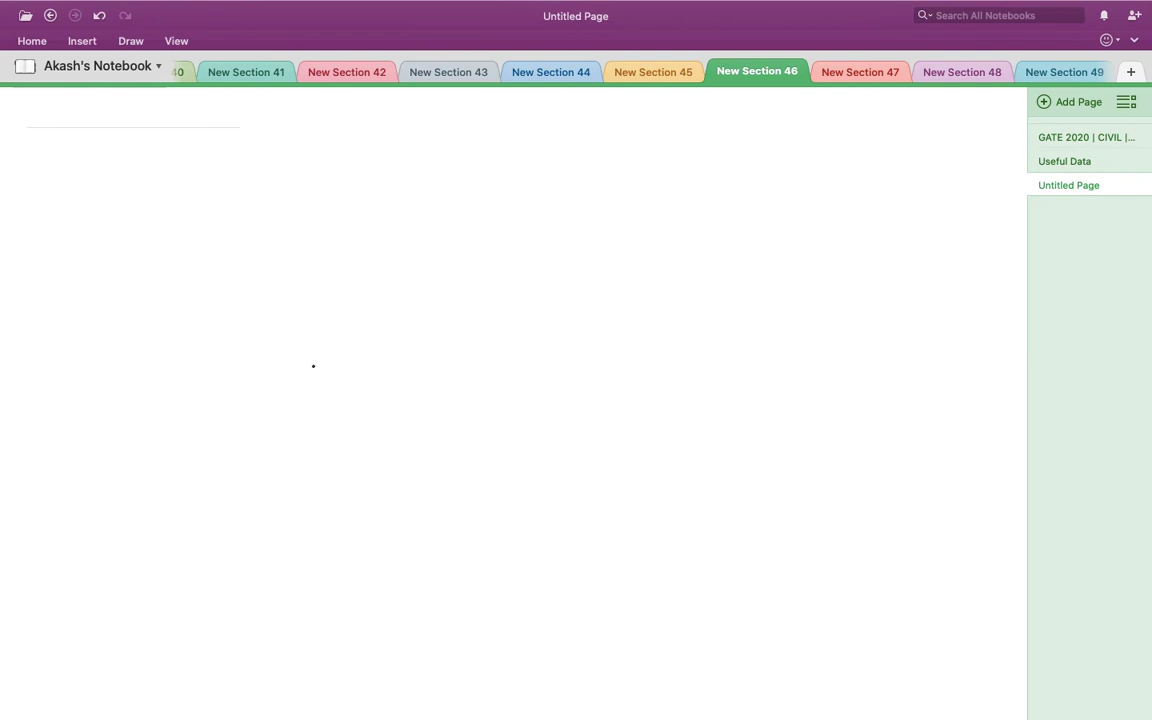 Untitled Page
Search All Notebooks
Home Insert Draw View
Akash's Notebook
40 New Section 41 New Section 42 New Section 43 New Section 44 New Section 45 New Section 46 New Section 47 New Section 48 New Section 49 +
Add Page
GATE 2020 | CIVIL |...
Useful Data
Untitled Page